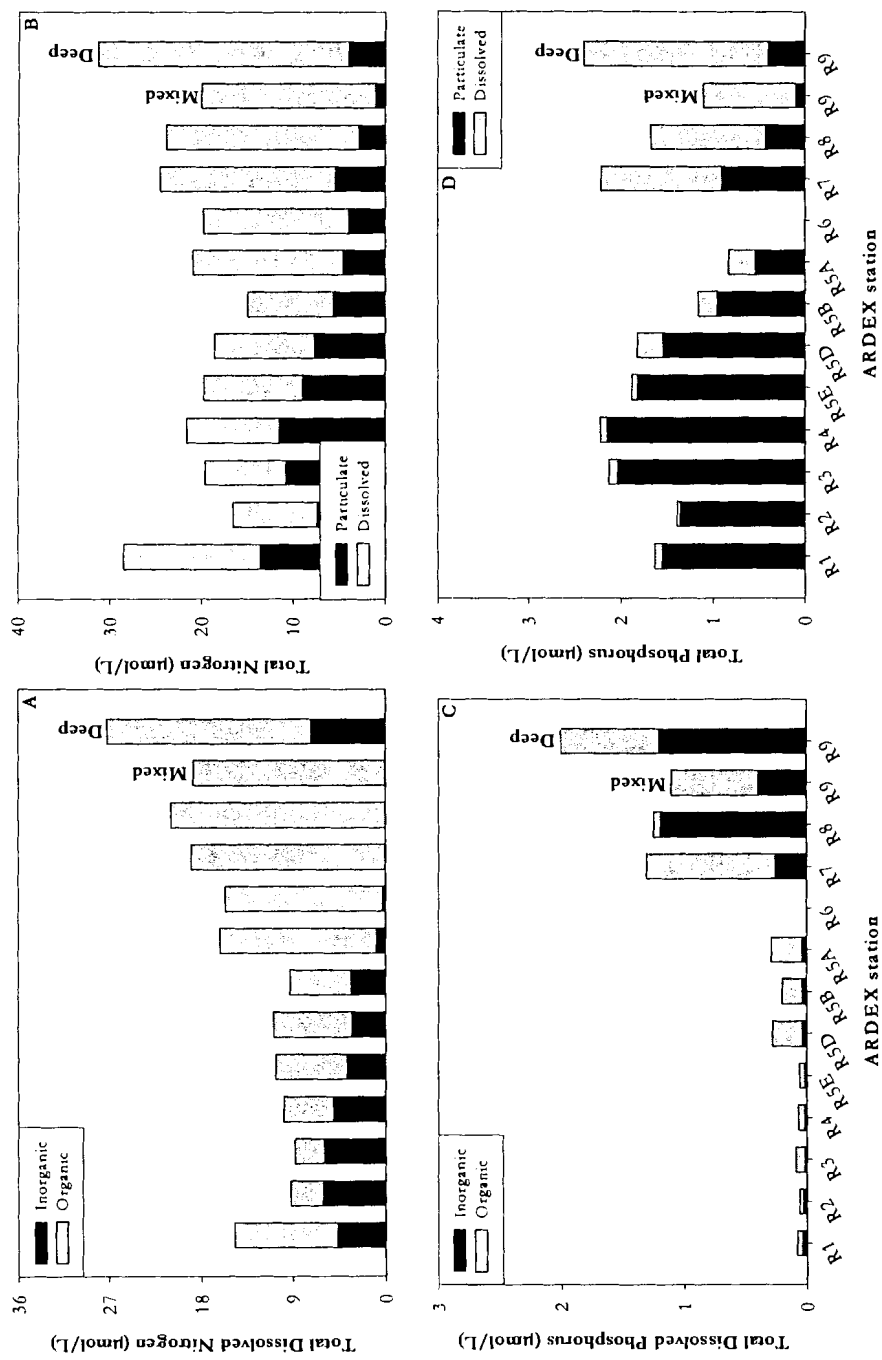 A
Total Dissolved Nitrogen (μmol/L)
36
27
18
9
0
Inorganic
Organic
Mixed
Deep
B
Total Nitrogen (μmol/L)
40
30
20
10
0
Particulate
Dissolved
Mixed
Deep
C
Total Dissolved Phosphorus (μmol/L)
3
2
1
0
Inorganic
Organic
Mixed
Deep
R1
R2
R3
R4
R5E
R5D
R5B
R5A
R6
R7
R8
R9
R9
ARDEX station
D
Total Phosphorus (μmol/L)
4
3
2
1
0
Particulate
Dissolved
Mixed
Deep
R1
R2
R3
R4
R5E
R5D
R5B
R5A
R6
R7
R8
R9
R9
ARDEX station